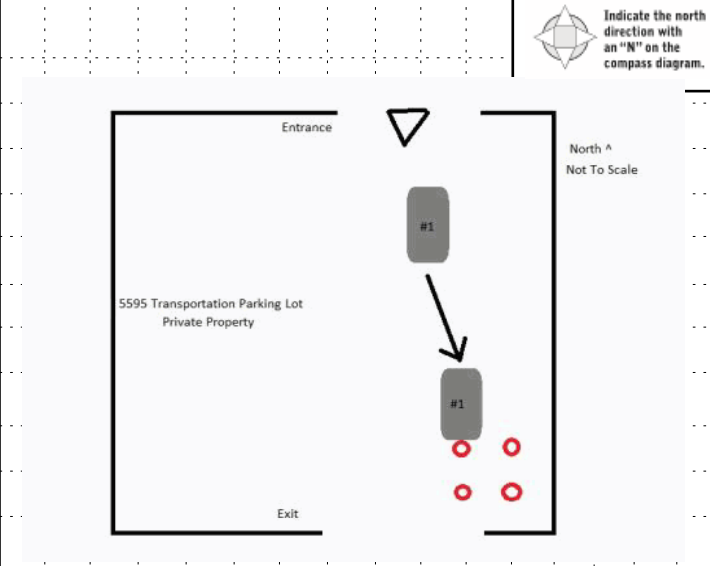 Indicate the north
direction with
an "N" on the
compass diagram.
Entrance
North ^
Not To Scale
#1
5595 Transportation Parking Lot
Private Property
#1
Exit